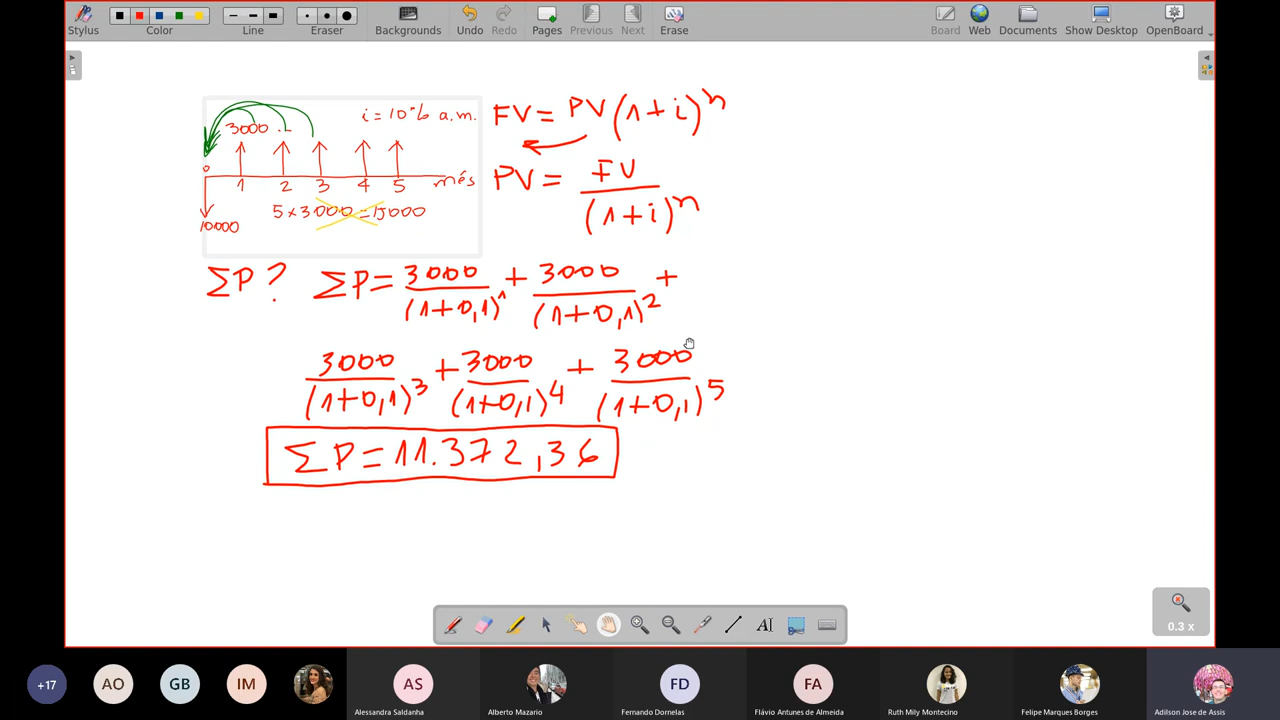 Stylus Color Line Eraser Backgrounds Undo Redo Pages Previous Next Erase Board Web Documents Show Desktop OpenBoard
i = 10% a.m.
3000 ...
0 1 2 3 4 5 mês
5 x 3000 = 15000
10000
FV = PV (1+i)^n
PV = FV / (1+i)^n
ΣP? ΣP = 3000/(1+0,1)^1 + 3000/(1+0,1)^2 +
3000/(1+0,1)^3 + 3000/(1+0,1)^4 + 3000/(1+0,1)^5
ΣP = 11.372,36
0.3 x
+17 AO GB IM AS FD FA
Alessandra Saldanha Alberto Mazario Fernando Dornelas Flávio Antunes de Almeida Ruth Mily Montecino Felipe Marques Borges Adilson Jose de Assis